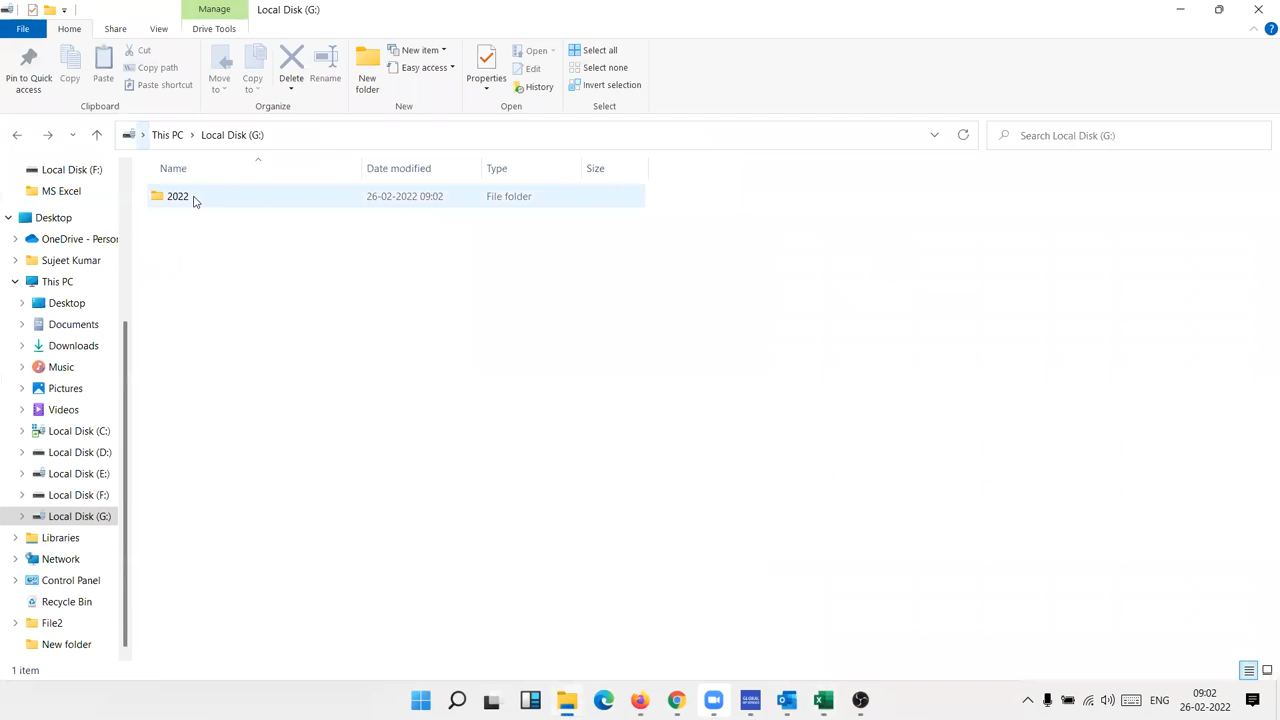 Manage
Local Disk (G:)
File
Home
Share
View
Drive Tools
Pin to Quick access
Copy
Paste
Cut
Copy path
Paste shortcut
Clipboard
Move to
Copy to
Delete
Rename
Organize
New folder
New item
Easy access
New
Properties
Open
Edit
History
Open
Select all
Select none
Invert selection
Select
This PC
Local Disk (G:)
Search Local Disk (G:)
Name
Date modified
Type
Size
2022
26-02-2022 09:02
File folder
Local Disk (F:)
MS Excel
Desktop
OneDrive - Perso
Sujeet Kumar
This PC
Desktop
Documents
Downloads
Music
Pictures
Videos
Local Disk (C:)
Local Disk (D:)
Local Disk (E:)
Local Disk (F:)
Local Disk (G:)
Libraries
Network
Control Panel
Recycle Bin
File2
New folder
1 item
GLOBAL
ENG
09:02
26-02-2022